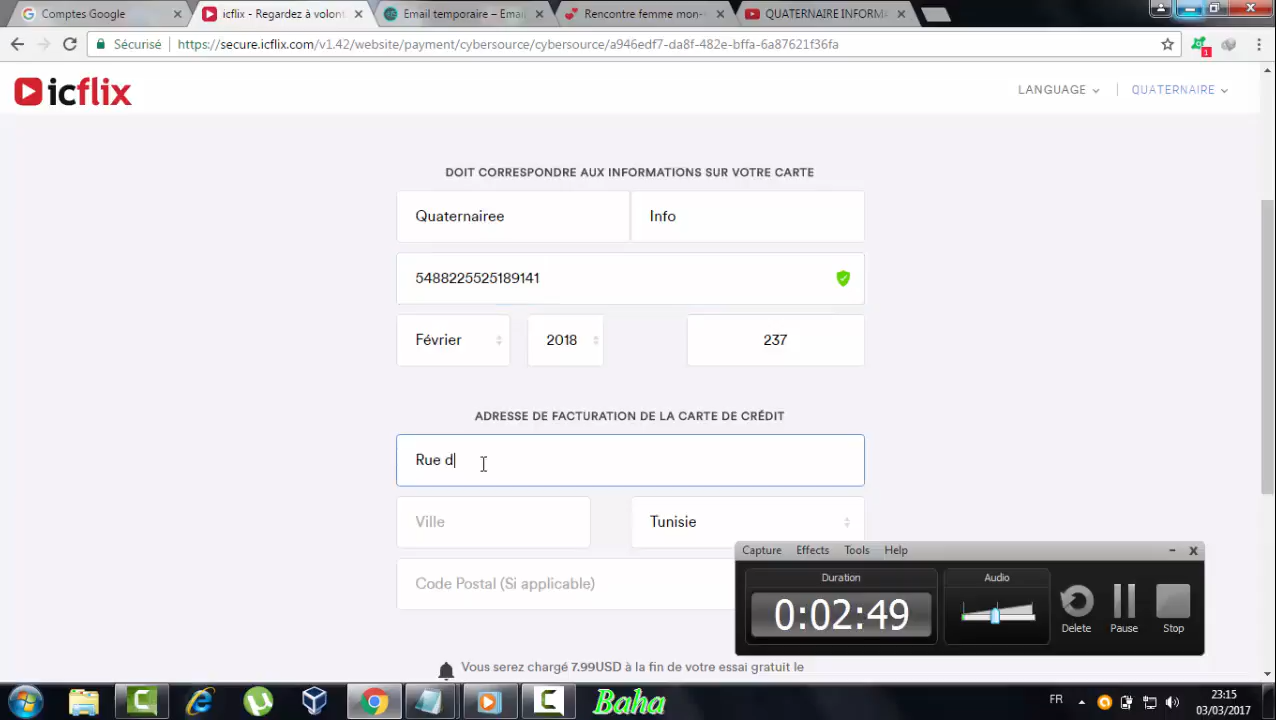 Comptes Google
icflix - Regardez à volont
Email temporaire - Emai
Rencontre femme mon-
QUATERNAIRE INFORM
Sécurisé
https://secure.icflix.com/v1.42/website/payment/cybersource/cybersource/a946edf7-da8f-482e-bffa-6a87621f36fa
1
icflix
LANGUAGE
QUATERNAIRE
DOIT CORRESPONDRE AUX INFORMATIONS SUR VOTRE CARTE
Quaternairee
Info
5488225525189141
Février
2018
237
ADRESSE DE FACTURATION DE LA CARTE DE CRÉDIT
Rue d
Ville
Tunisie
Code Postal (Si applicable)
Capture Effects Tools Help
Duration
Audio
0:02:49
Delete
Pause
Stop
Vous serez chargé 7.99USD à la fin de votre essai gratuit le
Baha
FR
23:15
03/03/2017